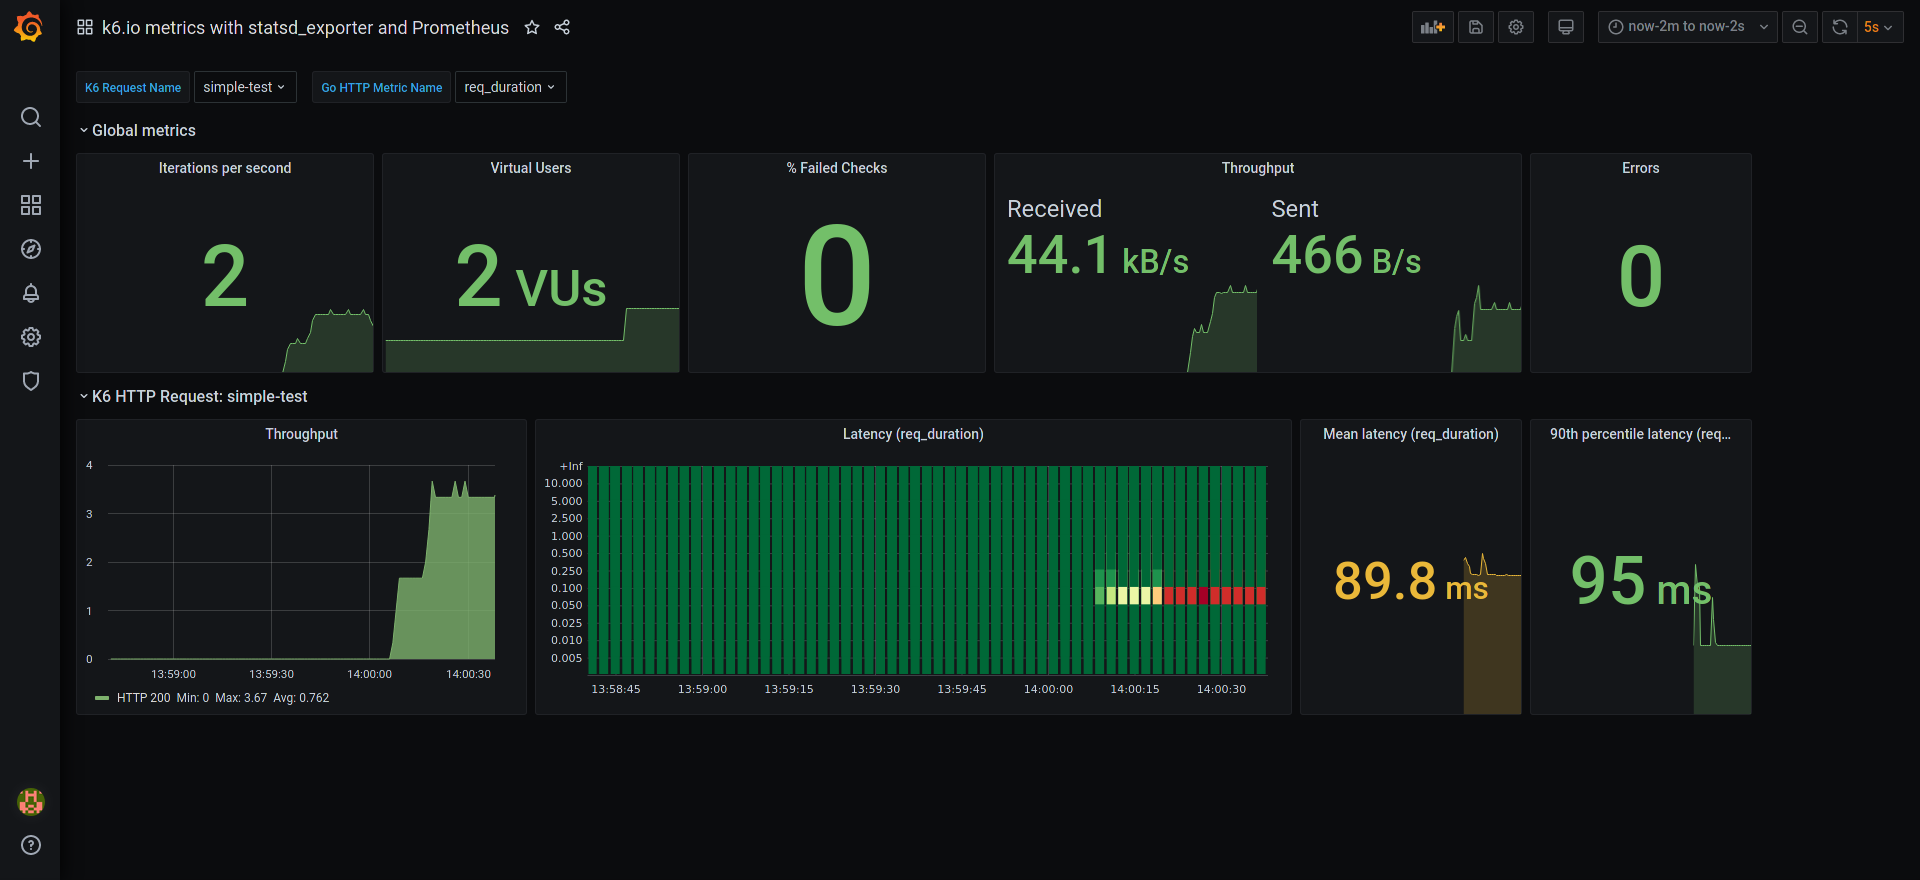 k6.io metrics with statsd_exporter and Prometheus
now-2m to now-2s
5s
K6 Request Name
simple-test
Go HTTP Metric Name
req_duration
Global metrics
Iterations per second
2
Virtual Users
2 VUs
% Failed Checks
0
Throughput
Received
44.1 kB/s
Sent
466 B/s
Errors
0
K6 HTTP Request: simple-test
Throughput
4
3
2
1
0
13:59:00
13:59:30
14:00:00
14:00:30
HTTP 200 Min: 0 Max: 3.67 Avg: 0.762
Latency (req_duration)
+Inf
10.000
5.000
2.500
1.000
0.500
0.250
0.100
0.050
0.025
0.010
0.005
13:58:45
13:59:00
13:59:15
13:59:30
13:59:45
14:00:00
14:00:15
14:00:30
Mean latency (req_duration)
89.8 ms
90th percentile latency (req...
95 ms